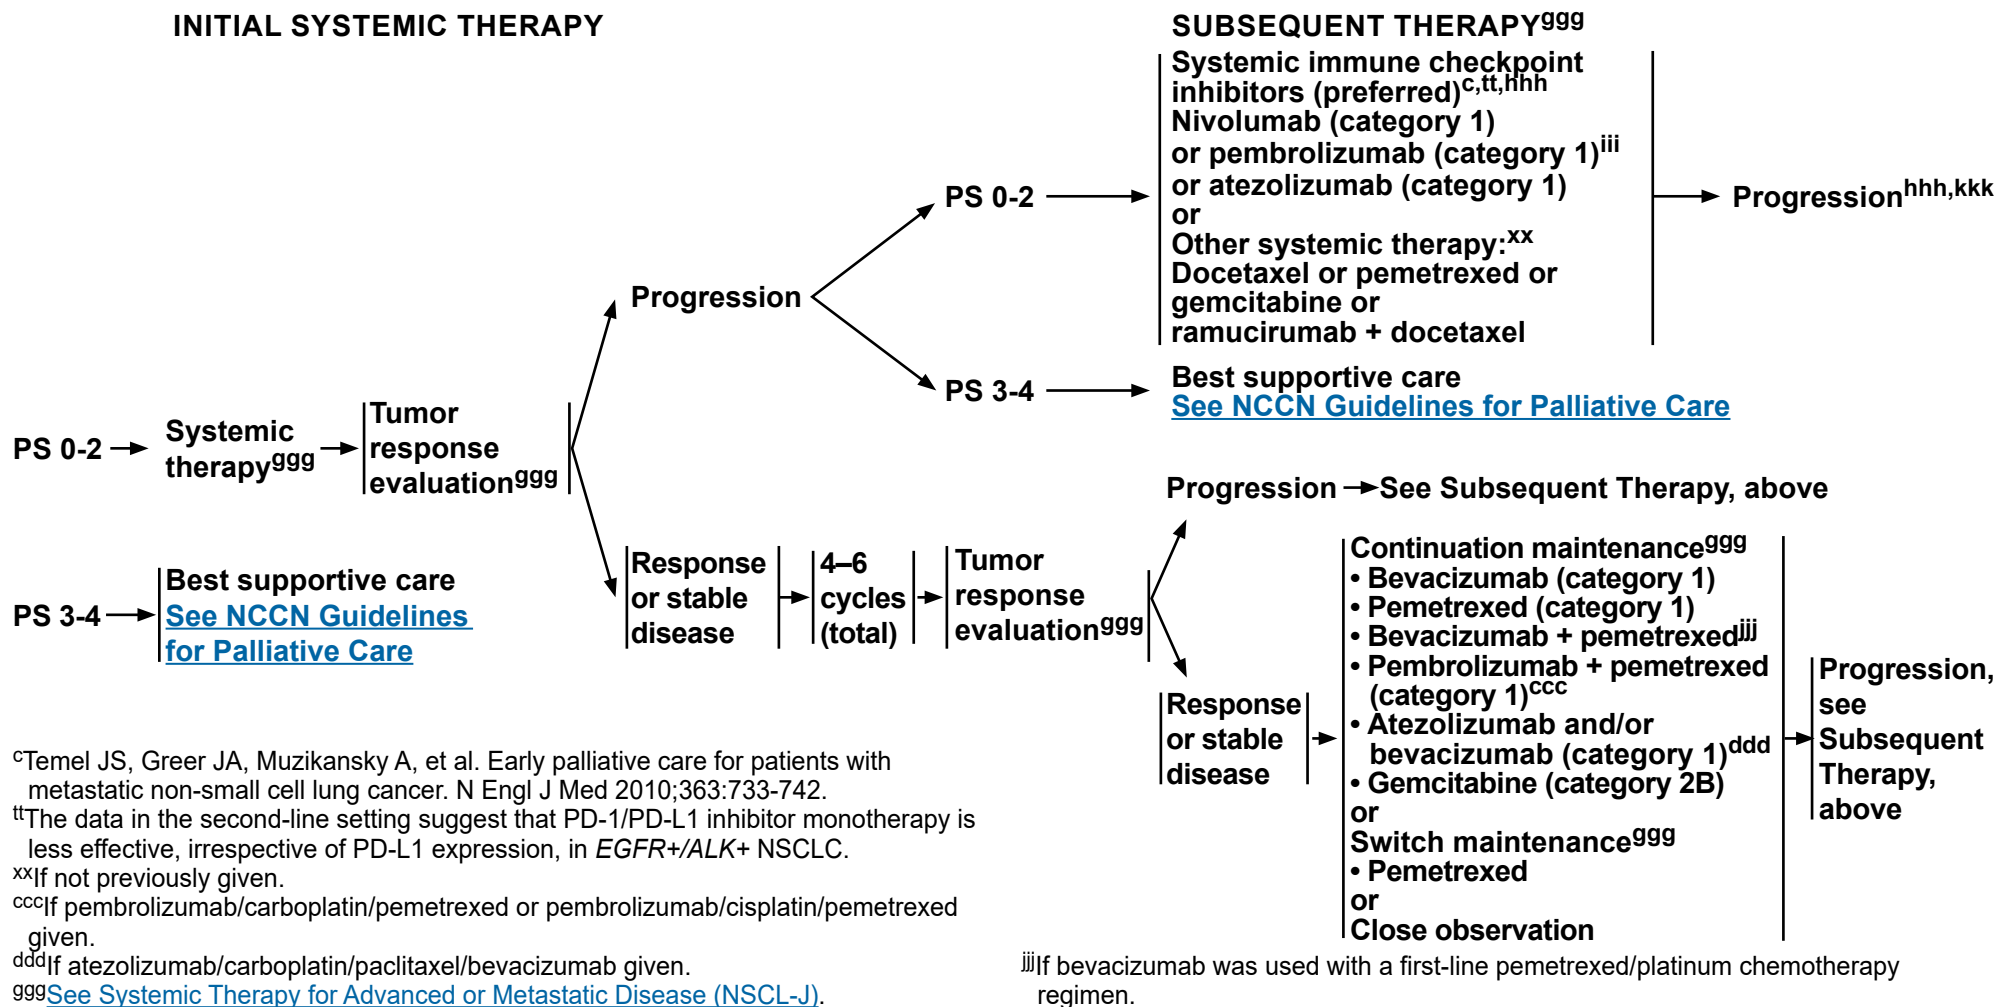 INITIAL SYSTEMIC THERAPY
SUBSEQUENT THERAPYggg
Systemic immune checkpoint
inhibitors (preferred)c,tt,hhh
Nivolumab (category 1)
or pembrolizumab (category 1)iii
or atezolizumab (category 1)
or
Other systemic therapy:xx
Docetaxel or pemetrexed or
gemcitabine or
ramucirumab + docetaxel
PS 0-2
Progressionhhh,kkk
Progression
PS 3-4
Best supportive care
See NCCN Guidelines for Palliative Care
PS 0-2
Systemic
therapyggg
Tumor
response
evaluationggg
PS 3-4
Best supportive care
See NCCN Guidelines
for Palliative Care
Response
or stable
disease
4–6
cycles
(total)
Tumor
response
evaluationggg
Progression
See Subsequent Therapy, above
Response
or stable
disease
Continuation maintenanceggg
• Bevacizumab (category 1)
• Pemetrexed (category 1)
• Bevacizumab + pemetrexedjjj
• Pembrolizumab + pemetrexed
(category 1)ccc
• Atezolizumab and/or
bevacizumab (category 1)ddd
• Gemcitabine (category 2B)
or
Switch maintenanceggg
• Pemetrexed
or
Close observation
Progression,
see
Subsequent
Therapy,
above
cTemel JS, Greer JA, Muzikansky A, et al. Early palliative care for patients with
metastatic non-small cell lung cancer. N Engl J Med 2010;363:733-742.
ttThe data in the second-line setting suggest that PD-1/PD-L1 inhibitor monotherapy is
less effective, irrespective of PD-L1 expression, in EGFR+/ALK+ NSCLC.
xxIf not previously given.
cccIf pembrolizumab/carboplatin/pemetrexed or pembrolizumab/cisplatin/pemetrexed
given.
dddIf atezolizumab/carboplatin/paclitaxel/bevacizumab given.
gggSee Systemic Therapy for Advanced or Metastatic Disease (NSCL-J).
jjjIf bevacizumab was used with a first-line pemetrexed/platinum chemotherapy
regimen.